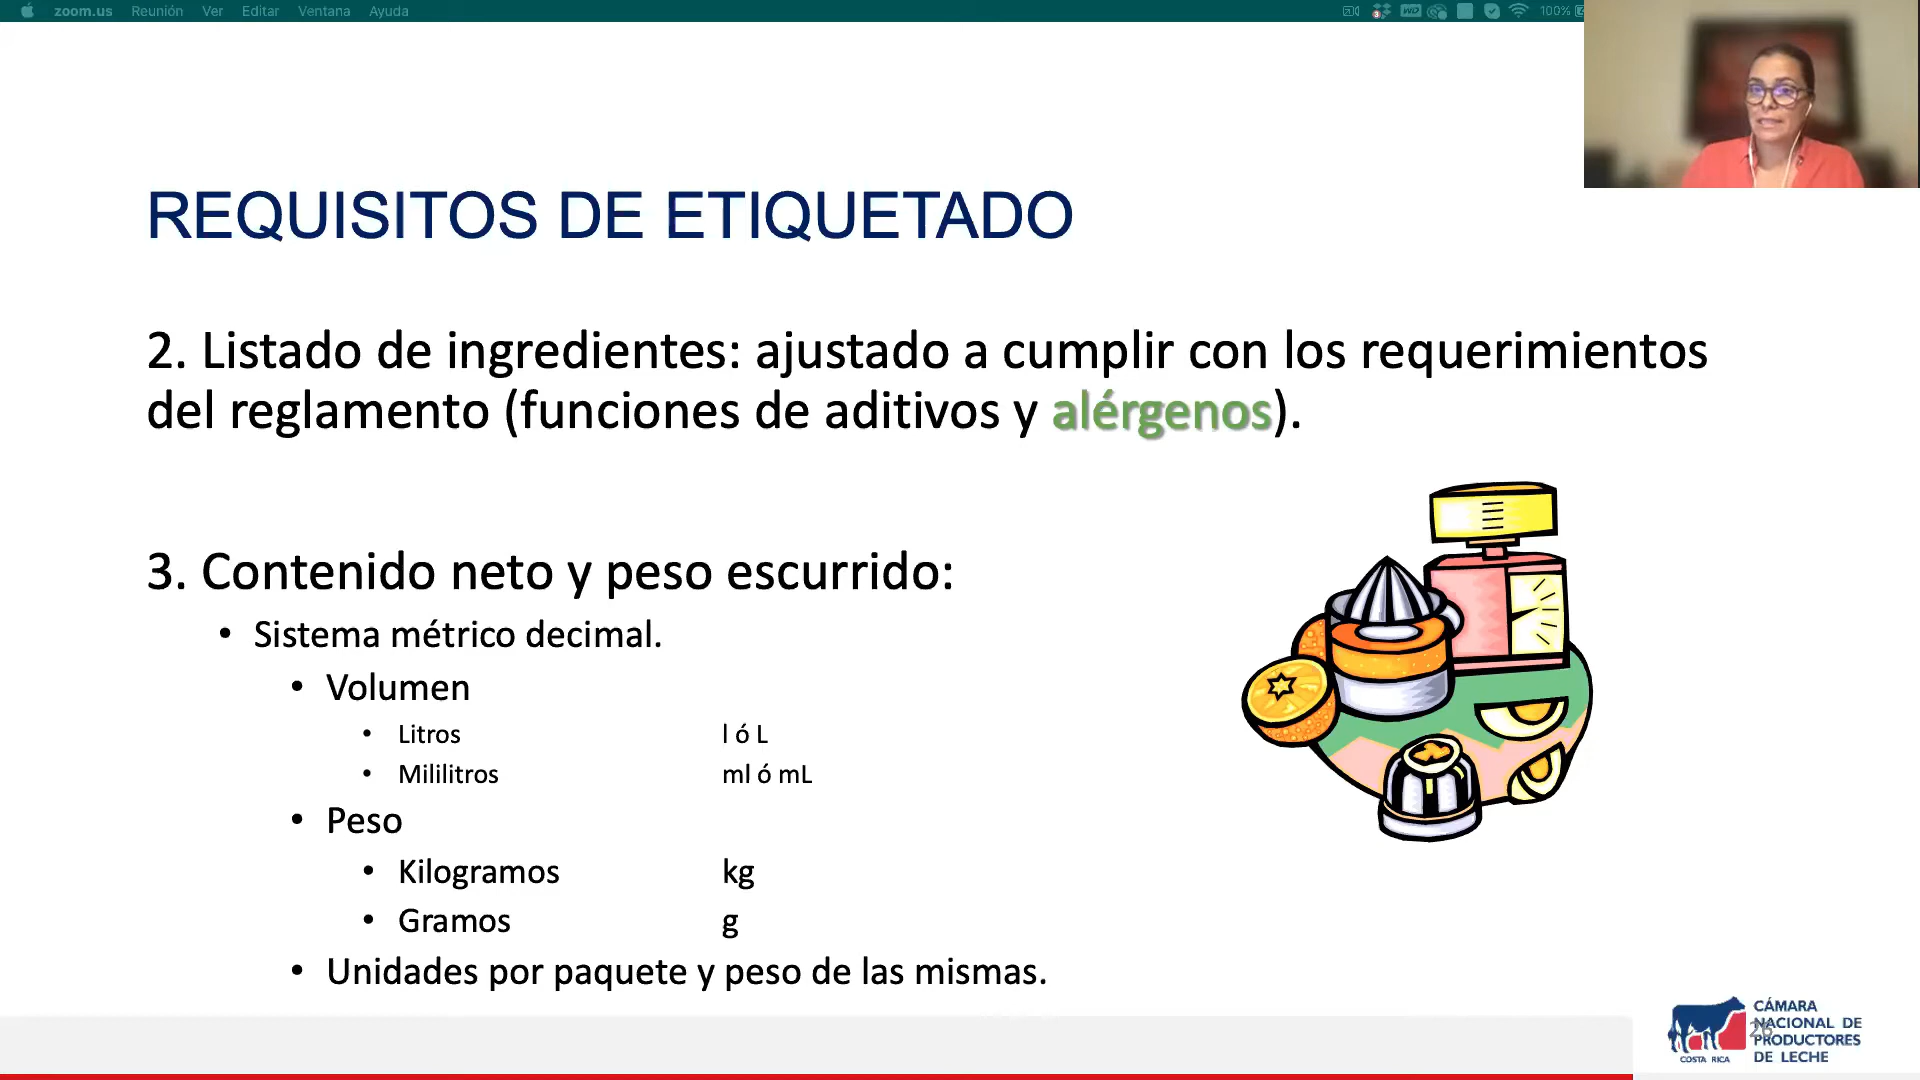 zoom.us Reunión Ver Editar Ventana Ayuda 100%
REQUISITOS DE ETIQUETADO
2. Listado de ingredientes: ajustado a cumplir con los requerimientos
del reglamento (funciones de aditivos y alérgenos).
3. Contenido neto y peso escurrido:
• Sistema métrico decimal.
• Volumen
• Litros l ó L
• Mililitros ml ó mL
• Peso
• Kilogramos kg
• Gramos g
• Unidades por paquete y peso de las mismas.
CÁMARA
NACIONAL DE
PRODUCTORES
DE LECHE
COSTA RICA
26